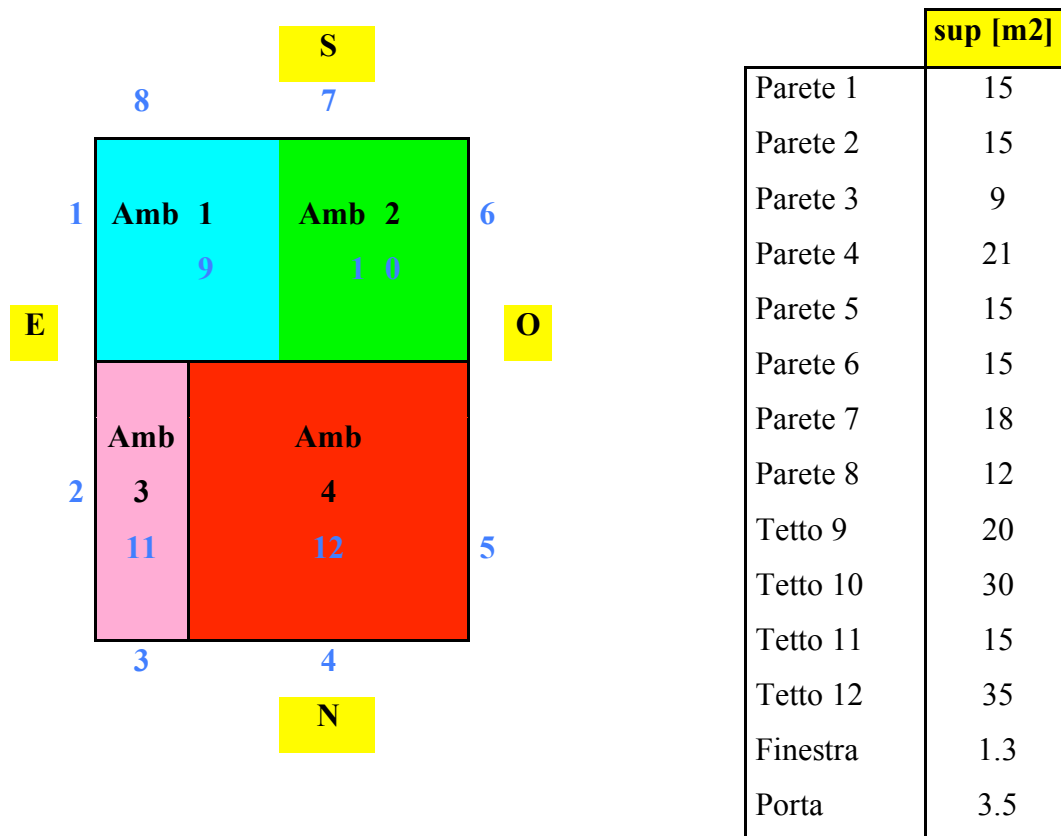 S
8 7
1 Amb 1 Amb 2 6
9 1 0
E O
Amb Amb
2 3 4 5
11 12
3 4
N
sup [m2]
Parete 1 15
Parete 2 15
Parete 3 9
Parete 4 21
Parete 5 15
Parete 6 15
Parete 7 18
Parete 8 12
Tetto 9 20
Tetto 10 30
Tetto 11 15
Tetto 12 35
Finestra 1.3
Porta 3.5